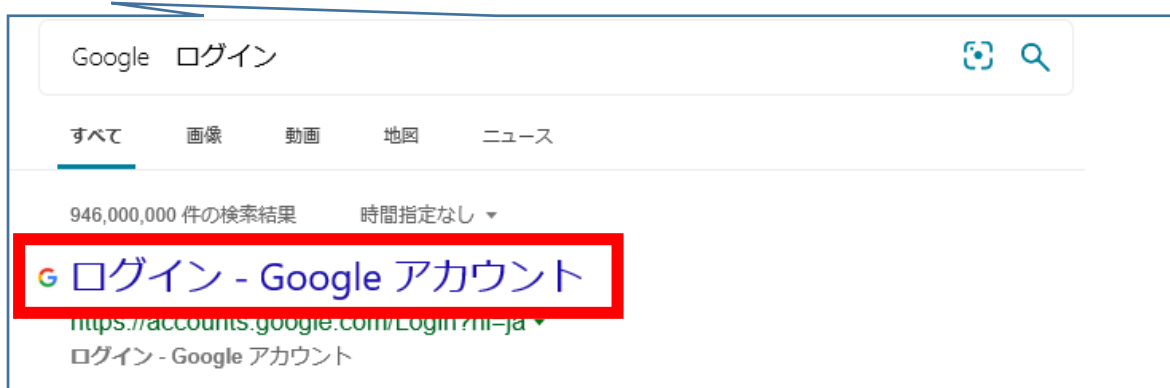 Google ログイン
すべて 画像 動画 地図 ニュース
946,000,000 件の検索結果 時間指定なし
ログイン - Google アカウント
https://accounts.google.com/Login?hl=ja
ログイン - Google アカウント